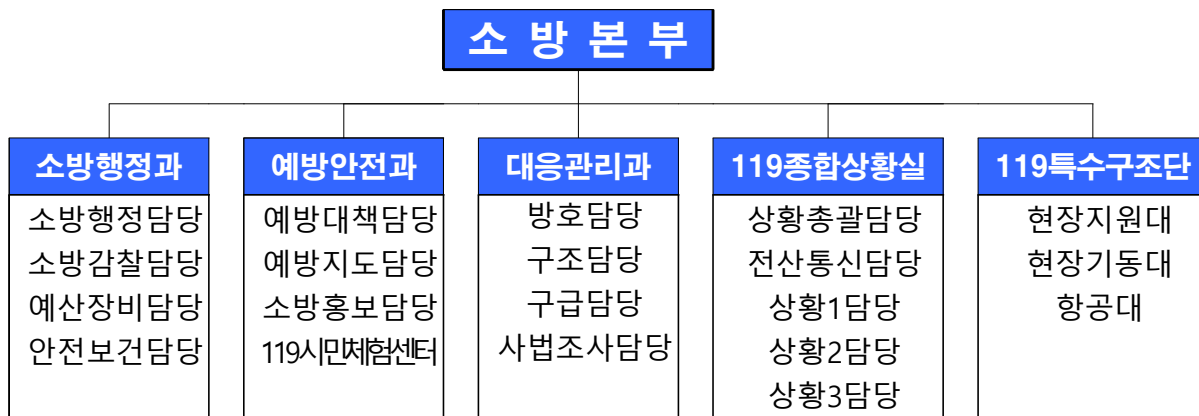 소 방 본 부
소방행정과
소방행정담당
소방감찰담당
예산장비담당
안전보건담당
예방안전과
예방대책담당
예방지도담당
소방홍보담당
119시민체험센터
대응관리과
방호담당
구조담당
구급담당
사법조사담당
119종합상황실
상황총괄담당
전산통신담당
상황1담당
상황2담당
상황3담당
119특수구조단
현장지원대
현장기동대
항공대